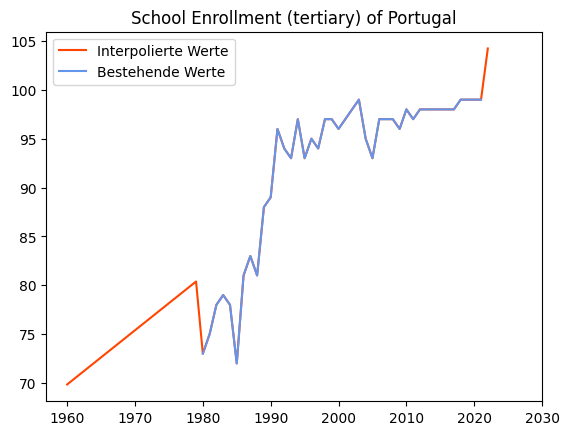 School Enrollment (tertiary) of Portugal
Interpolierte Werte
Bestehende Werte
105
100
95
90
85
80
75
70
1960 1970 1980 1990 2000 2010 2020 2030